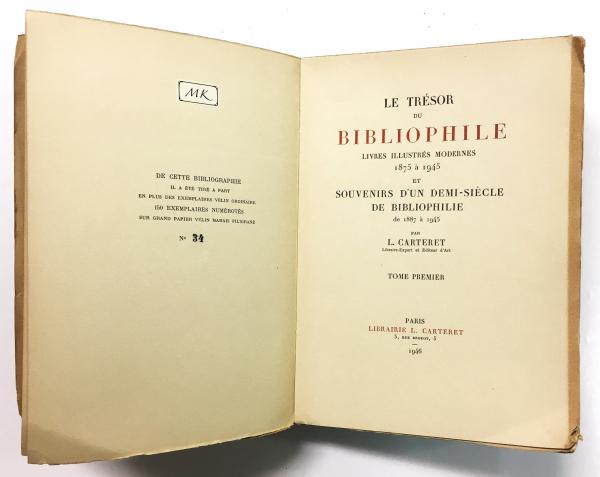 MK
DE CETTE BIBLIOGRAPHIE
IL A ÉTÉ TIRÉ A PART
EN PLUS DES EXEMPLAIRES VÉLIN ORDINAIRE
150 EXEMPLAIRES NUMÉROTÉS
SUR GRAND PAPIER VÉLIN MARAIS FILIGRANÉ
No 34
LE TRÉSOR
DU
BIBLIOPHILE
LIVRES ILLUSTRÉS MODERNES
1875 à 1945
ET
SOUVENIRS D'UN DEMI-SIÈCLE
DE BIBLIOPHILIE
de 1887 à 1945
PAR
L. CARTERET
Libraire-Expert et Éditeur d'Art
TOME PREMIER
PARIS
LIBRAIRIE L. CARTERET
5, RUE DROUOT, 5
—
1946